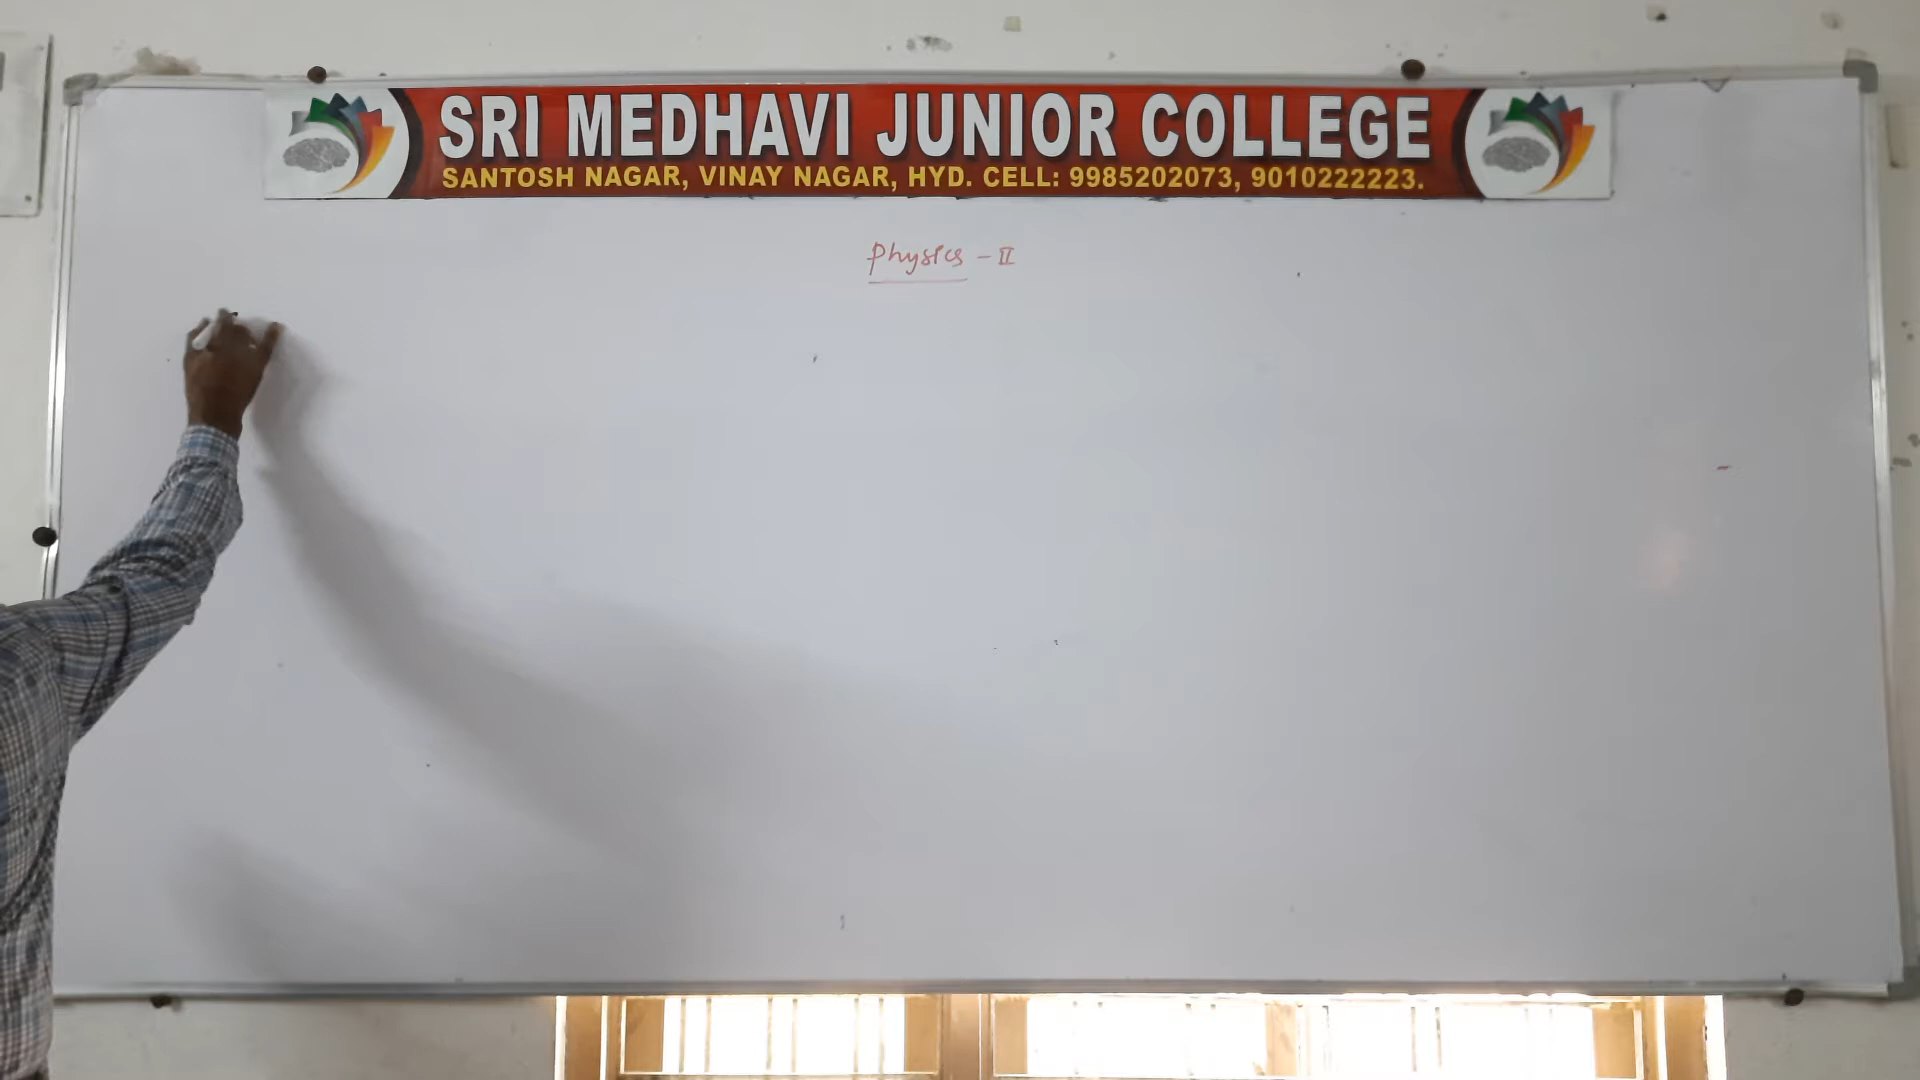 SRI MEDHAVI JUNIOR COLLEGE
SANTOSH NAGAR, VINAY NAGAR, HYD. CELL: 9985202073, 9010222223.
Physics - II